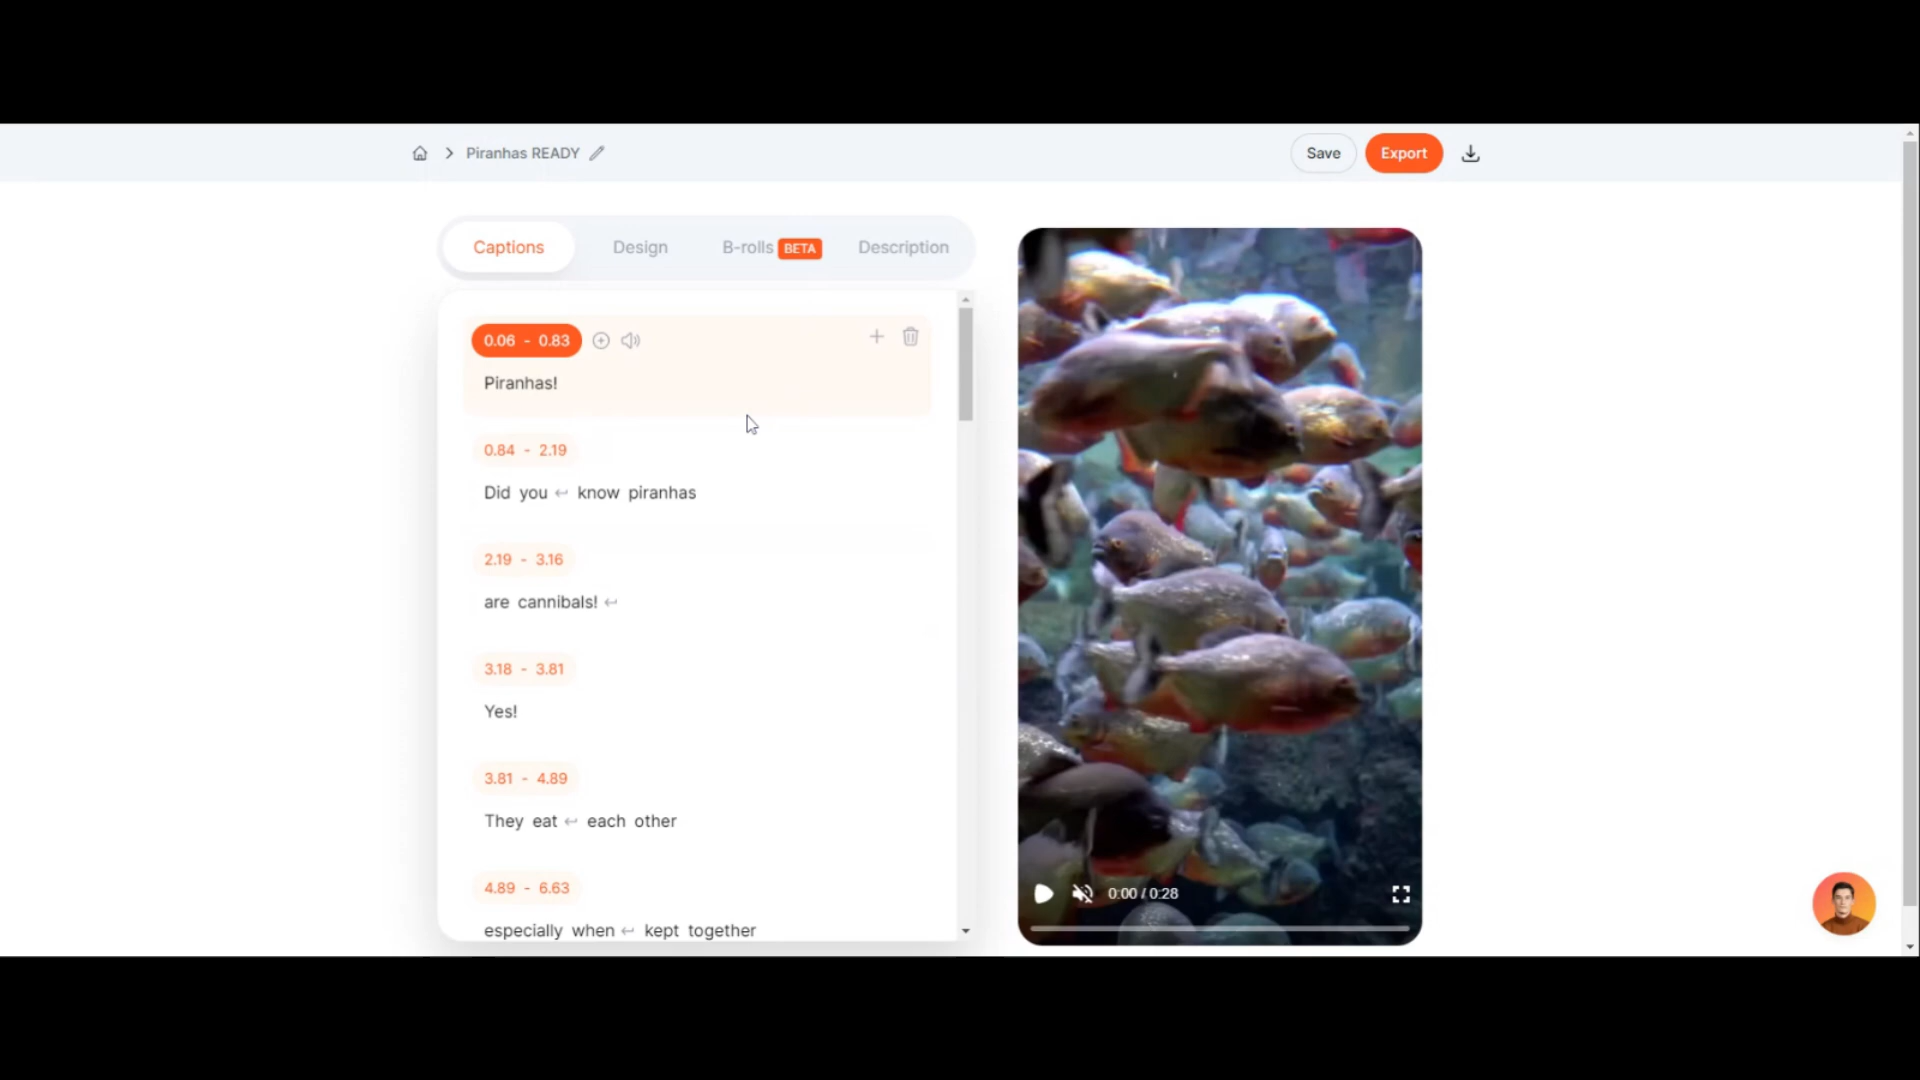 Piranhas READY
Save
Export
Captions
Design
B-rolls BETA
Description
0.06 - 0.83
Piranhas!
0.84 - 2.19
Did you ↩ know piranhas
2.19 - 3.16
are cannibals! ↩
3.18 - 3.81
Yes!
3.81 - 4.89
They eat ↩ each other
4.89 - 6.63
especially when ↩ kept together
0:00 / 0:28